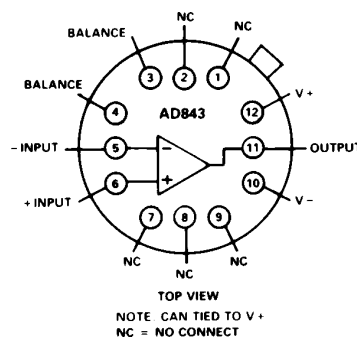 NC
BALANCE
NC
3
2
1
BALANCE
4
AD843
12
V +
– INPUT
5
–
11
OUTPUT
+ INPUT
6
+
10
V –
7
8
9
NC
NC
NC
TOP VIEW
NOTE CAN TIED TO V +
NC = NO CONNECT